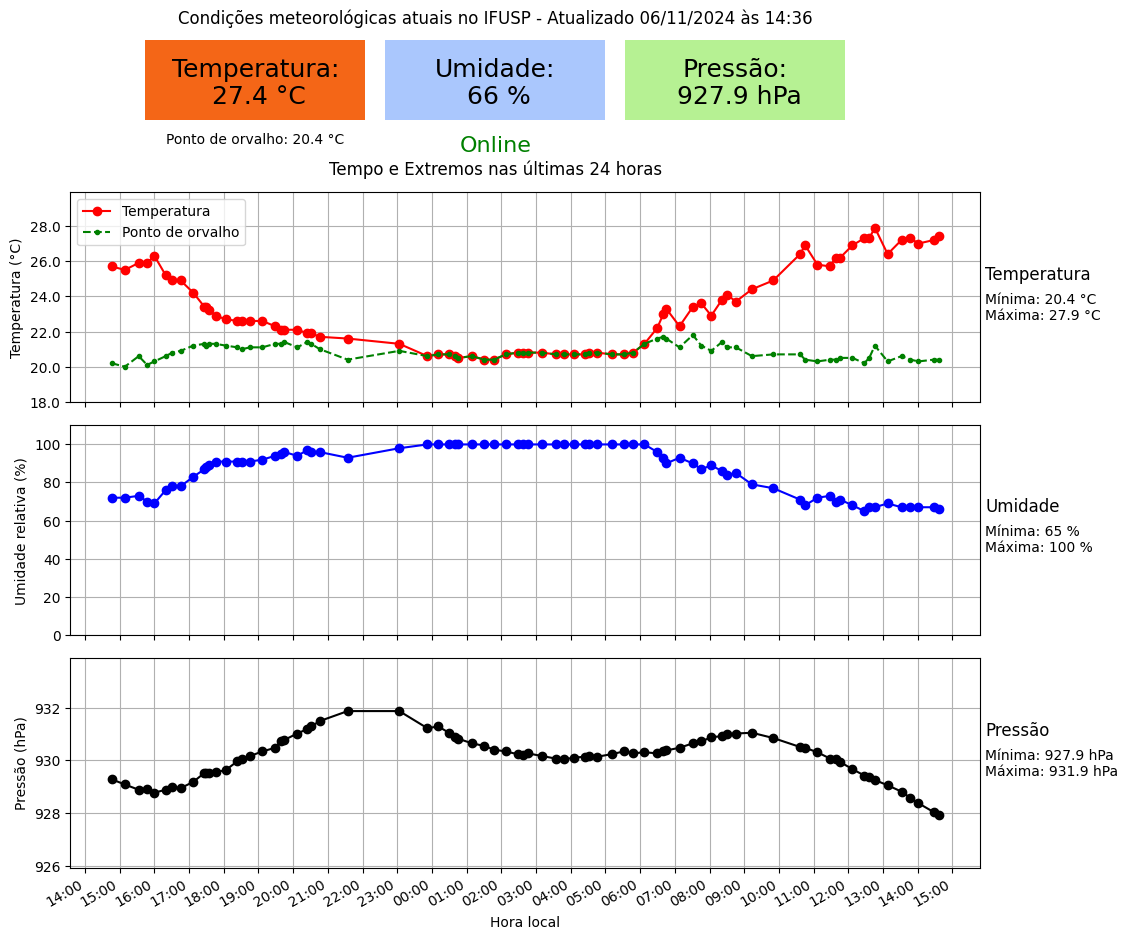 Condições meteorológicas atuais no IFUSP - Atualizado 06/11/2024 às 14:36
Temperatura:
27.4 °C
Umidade:
66 %
Pressão:
927.9 hPa
Ponto de orvalho: 20.4 °C
Online
Tempo e Extremos nas últimas 24 horas
Temperatura
Ponto de orvalho
Temperatura (°C)
28.0
26.0
24.0
22.0
20.0
18.0
Temperatura
Mínima: 20.4 °C
Máxima: 27.9 °C
Umidade relativa (%)
100
80
60
40
20
0
Umidade
Mínima: 65 %
Máxima: 100 %
Pressão (hPa)
932
930
928
926
Pressão
Mínima: 927.9 hPa
Máxima: 931.9 hPa
14:00 15:00 16:00 17:00 18:00 19:00 20:00 21:00 22:00 23:00 00:00 01:00 02:00 03:00 04:00 05:00 06:00 07:00 08:00 09:00 10:00 11:00 12:00 13:00 14:00 15:00
Hora local